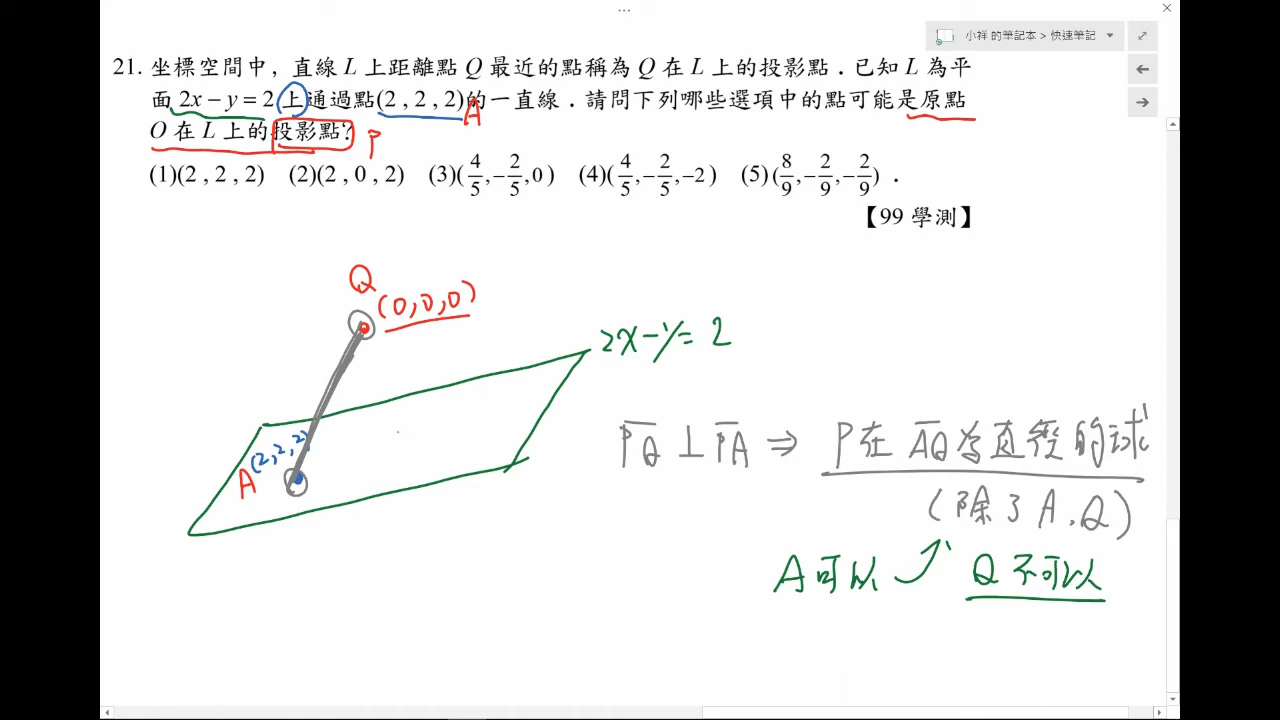 小祥 的筆記本 > 快速筆記
21. 坐標空間中，直線 L 上距離點 Q 最近的點稱為 Q 在 L 上的投影點．已知 L 為平
面 2x − y = 2 上通過點(2 , 2 , 2)的一直線．請問下列哪些選項中的點可能是原點
A
O 在 L 上的投影點？
P
(1)(2 , 2 , 2) (2)(2 , 0 , 2) (3)(4/5,−2/5,0) (4)(4/5,−2/5,−2) (5)(8/9,−2/9,−2/9) ．
【99 學測】
Q
(0,0,0)
2x−y=2
A(2,2,2)
PQ⊥PA ⇒ P在 AQ為直徑的球
(除了A.Q)
A可以 Q不可以